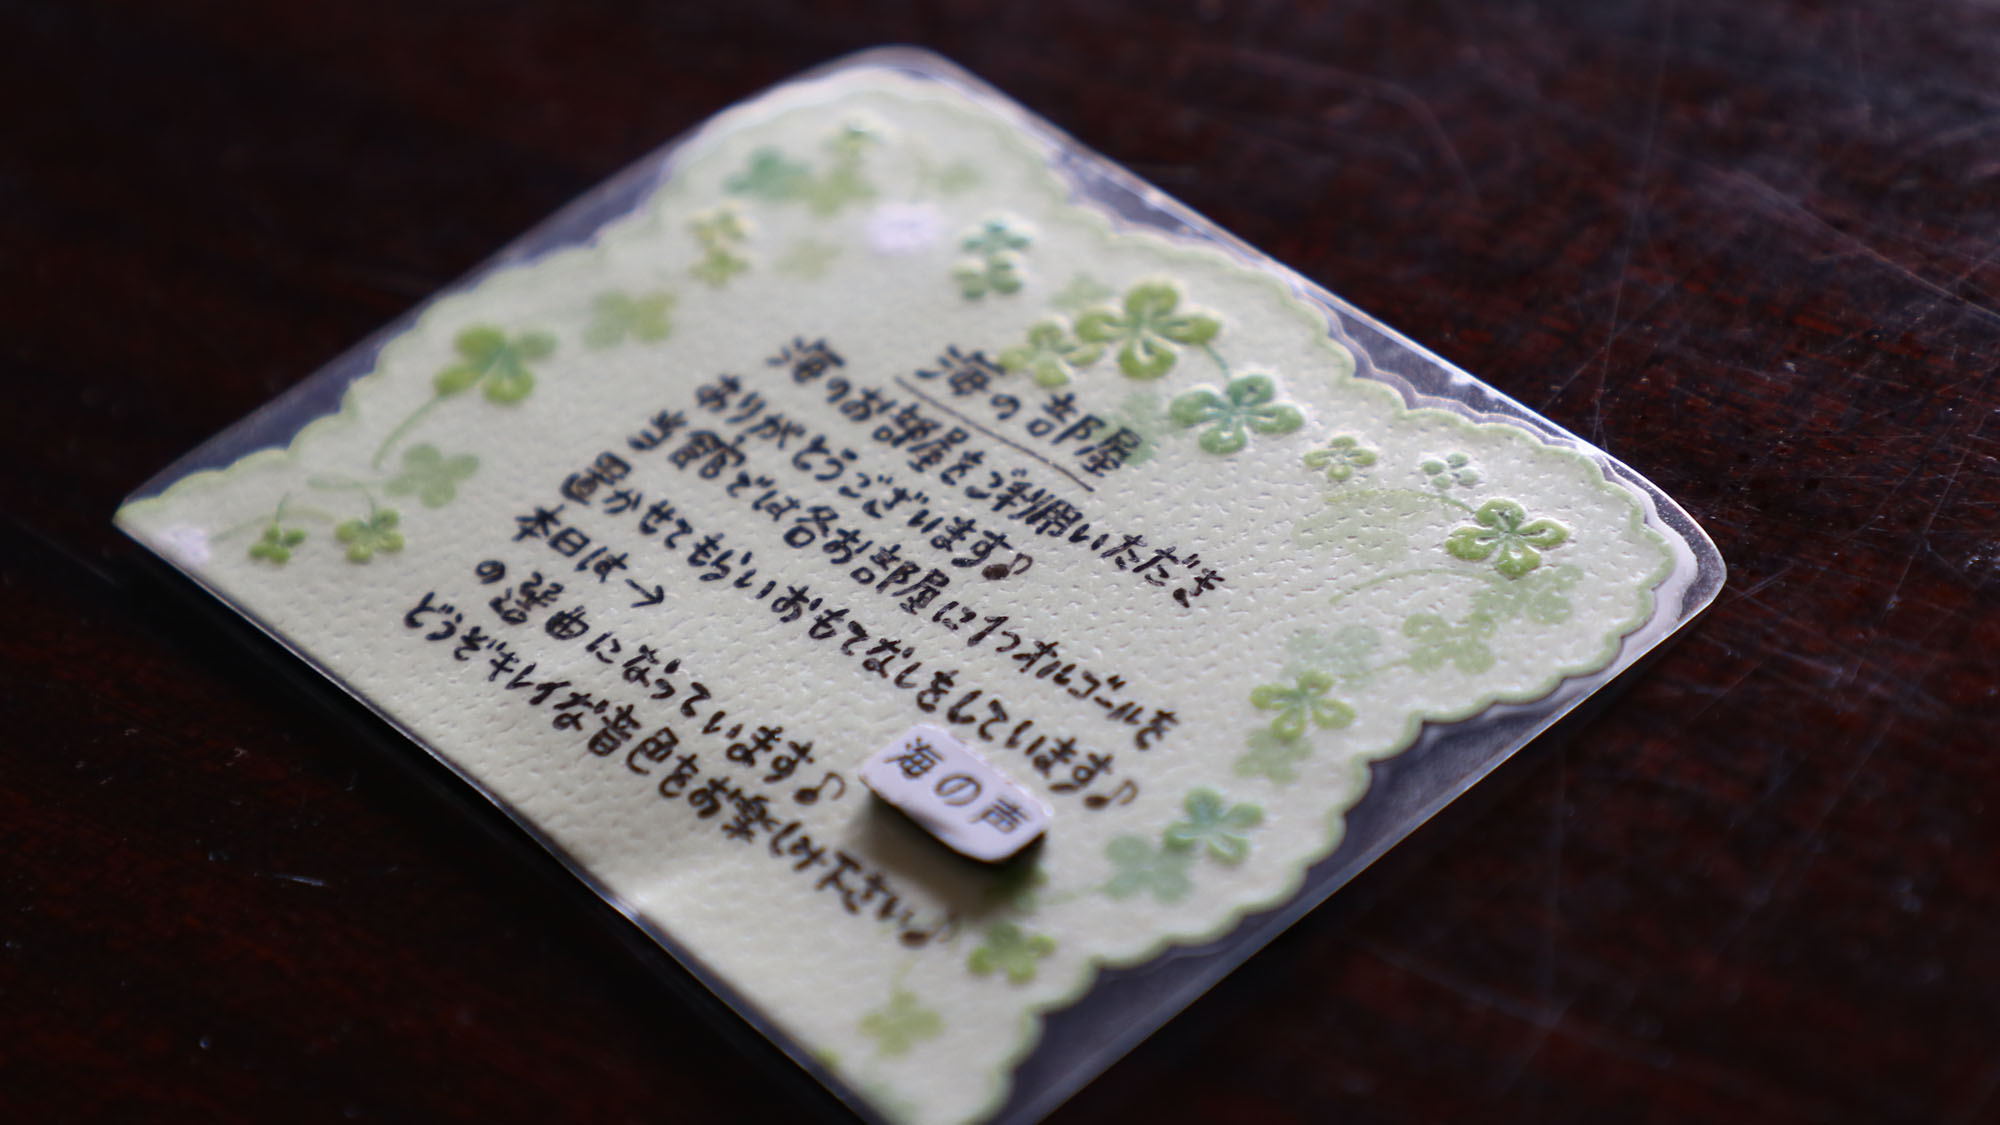 海の部屋
海のお部屋をご利用いただき
ありがとうございます♪
当館では各お部屋に1つオルゴールを
置かせてもらいおもてなしをしています♪
本日は→ 海の声
の曲になっています♪
どうぞキレイな音色をお楽しみ下さい♪